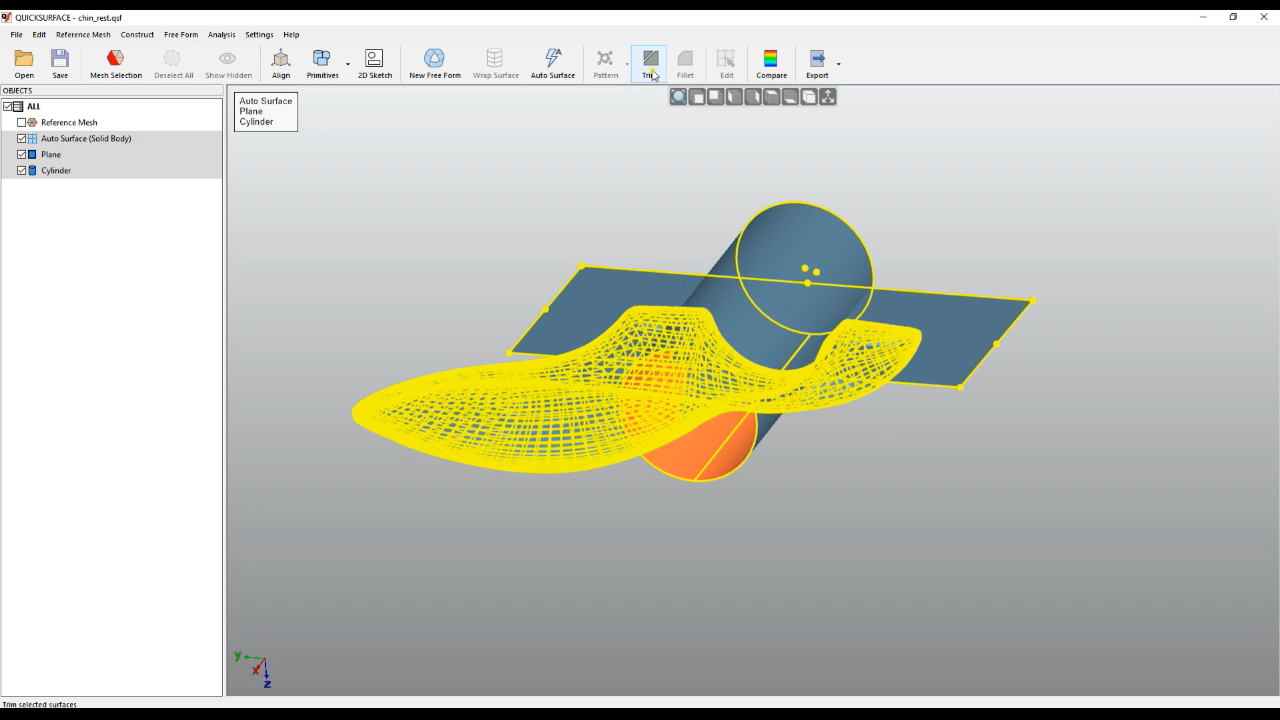 QUICKSURFACE - chin_rest.qsf
File Edit Reference Mesh Construct Free Form Analysis Settings Help
Open Save Mesh Selection Deselect All Show Hidden Align Primitives 2D Sketch New Free Form Wrap Surface Auto Surface Pattern Trim Fillet Edit Compare Export
OBJECTS
ALL
Reference Mesh
Auto Surface (Solid Body)
Plane
Cylinder
Auto Surface
Plane
Cylinder
Y
X
Z
Trim selected surfaces